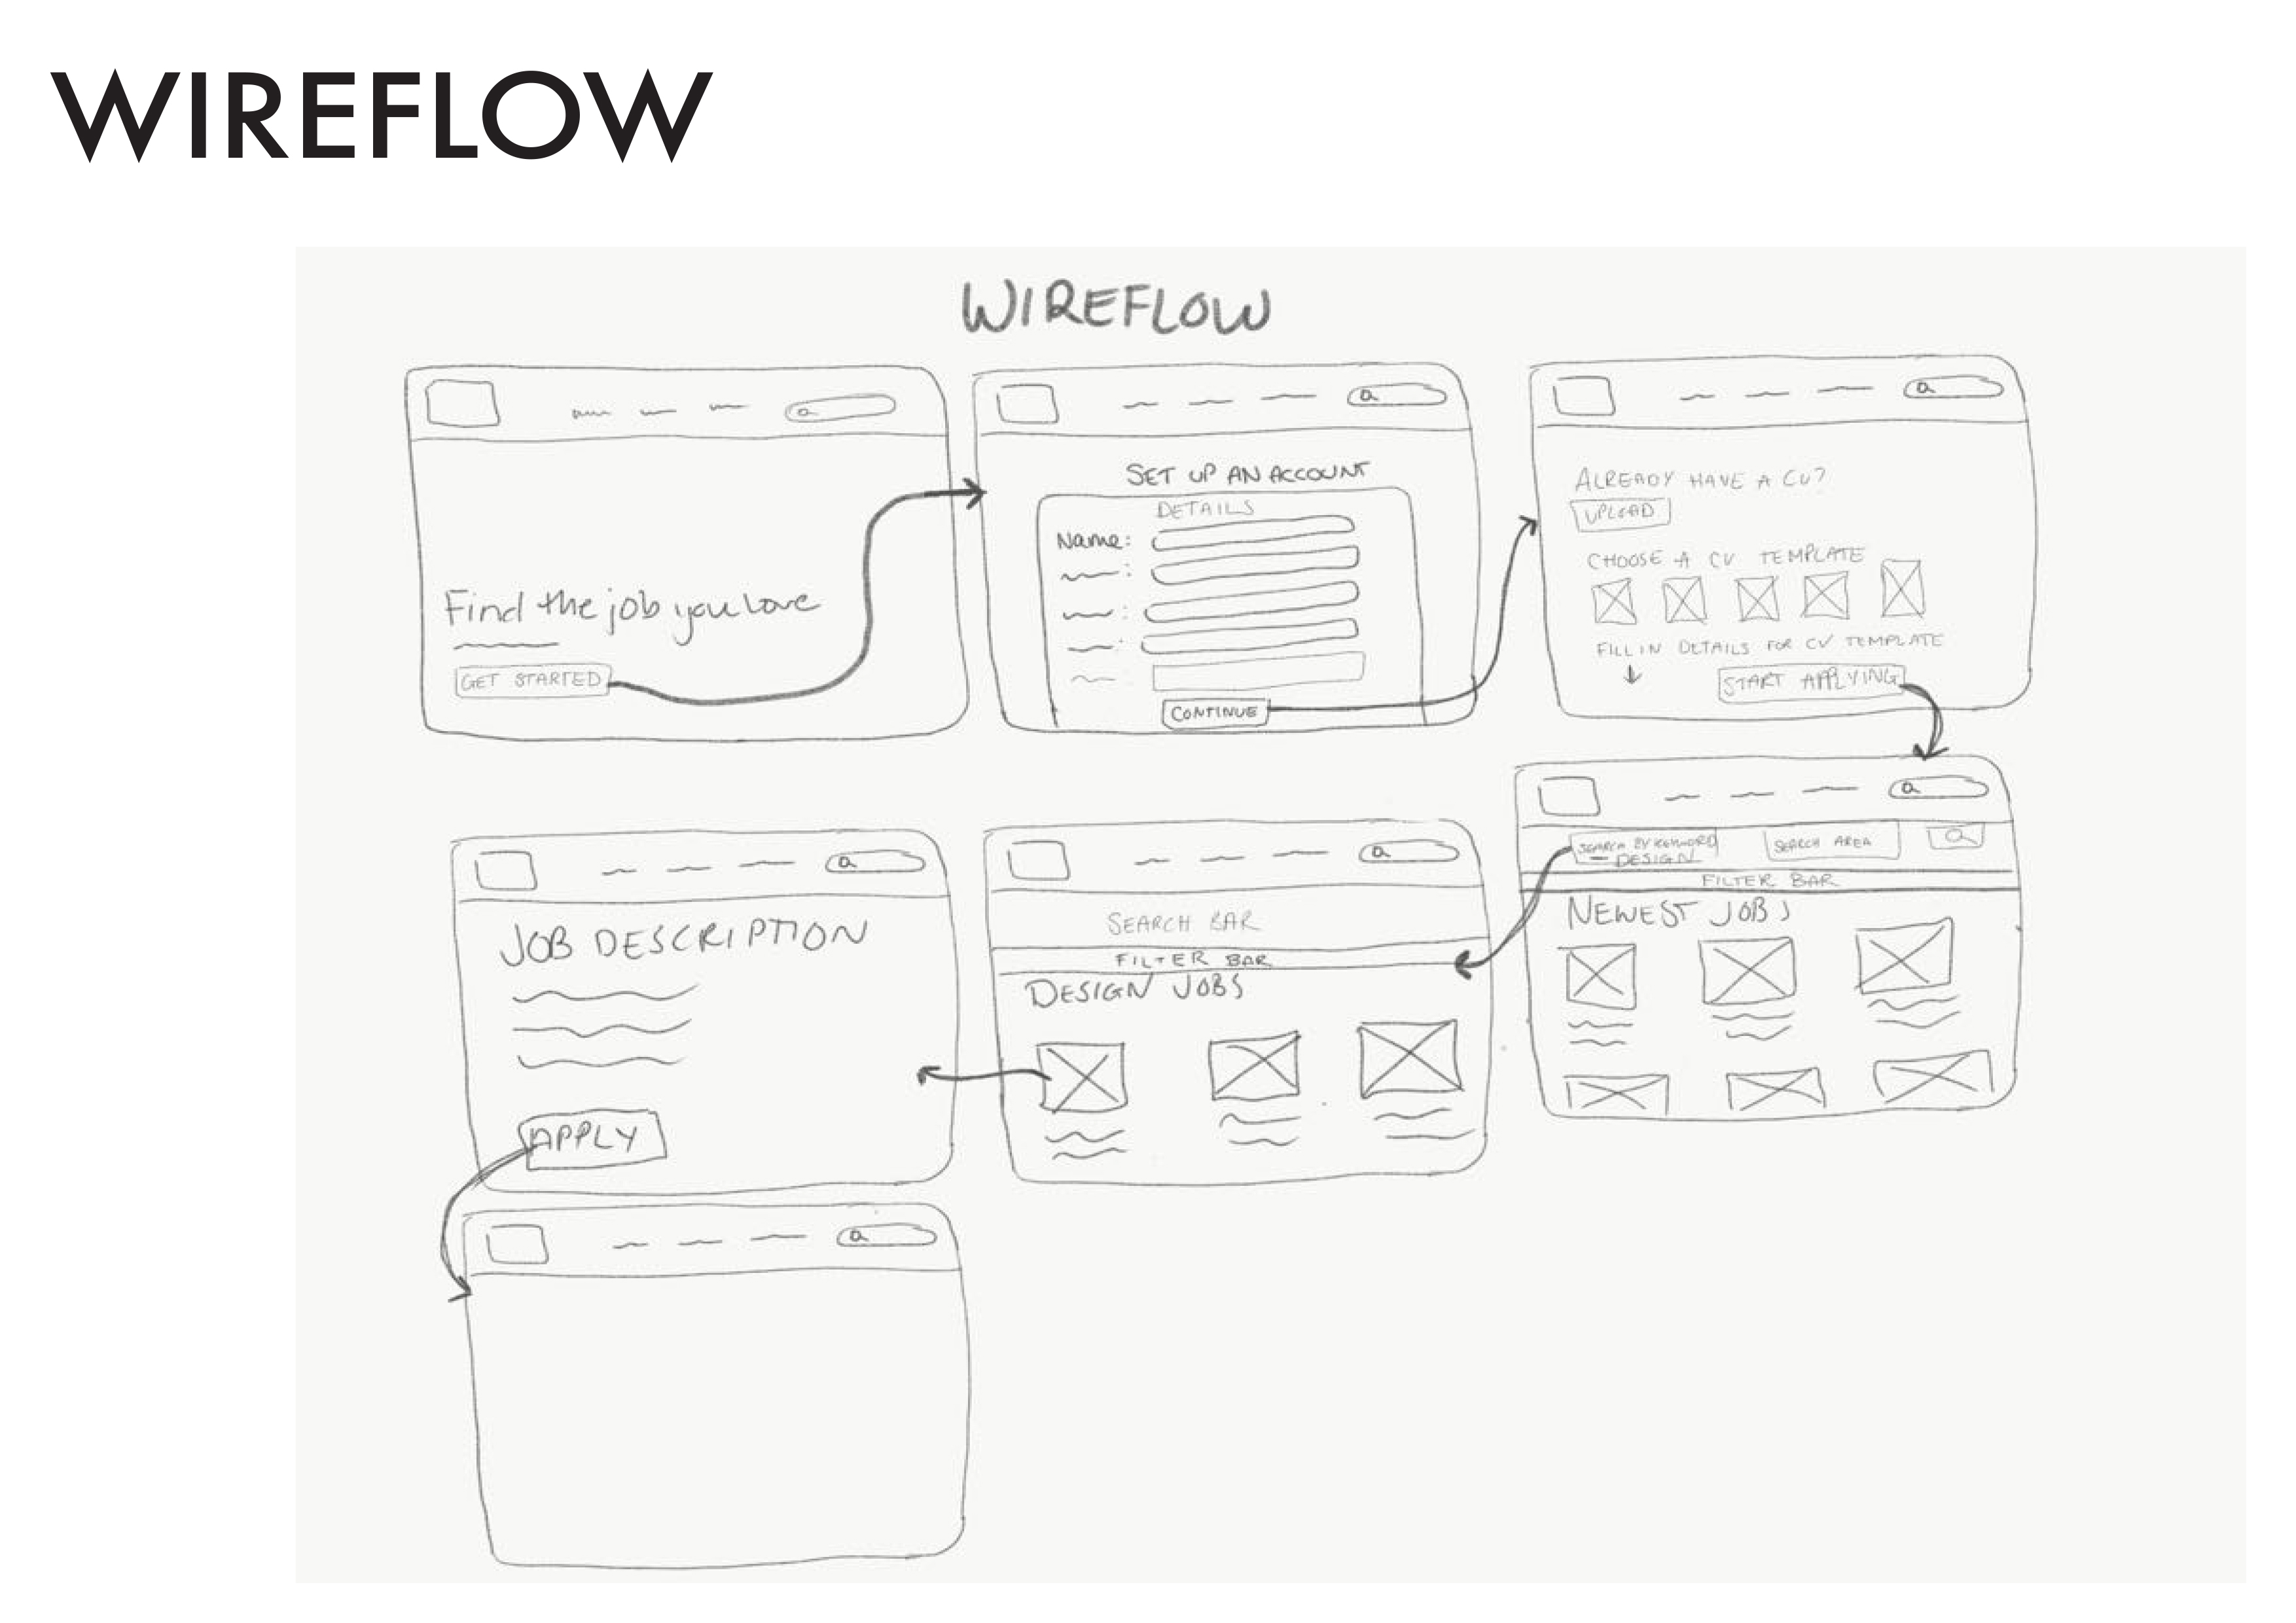 WIREFLOW
WIREFLOW
Find the job you love
GET STARTED
SET UP AN ACCOUNT
DETAILS
Name:
CONTINUE
ALREADY HAVE A CV?
UPLOAD
CHOOSE A CV TEMPLATE
FILL IN DETAILS FOR CV TEMPLATE
START APPLYING
SEARCH BY KEYWORD
– DESIGN
SEARCH AREA
FILTER BAR
NEWEST JOBS
SEARCH BAR
FILTER BAR
DESIGN JOBS
JOB DESCRIPTION
APPLY